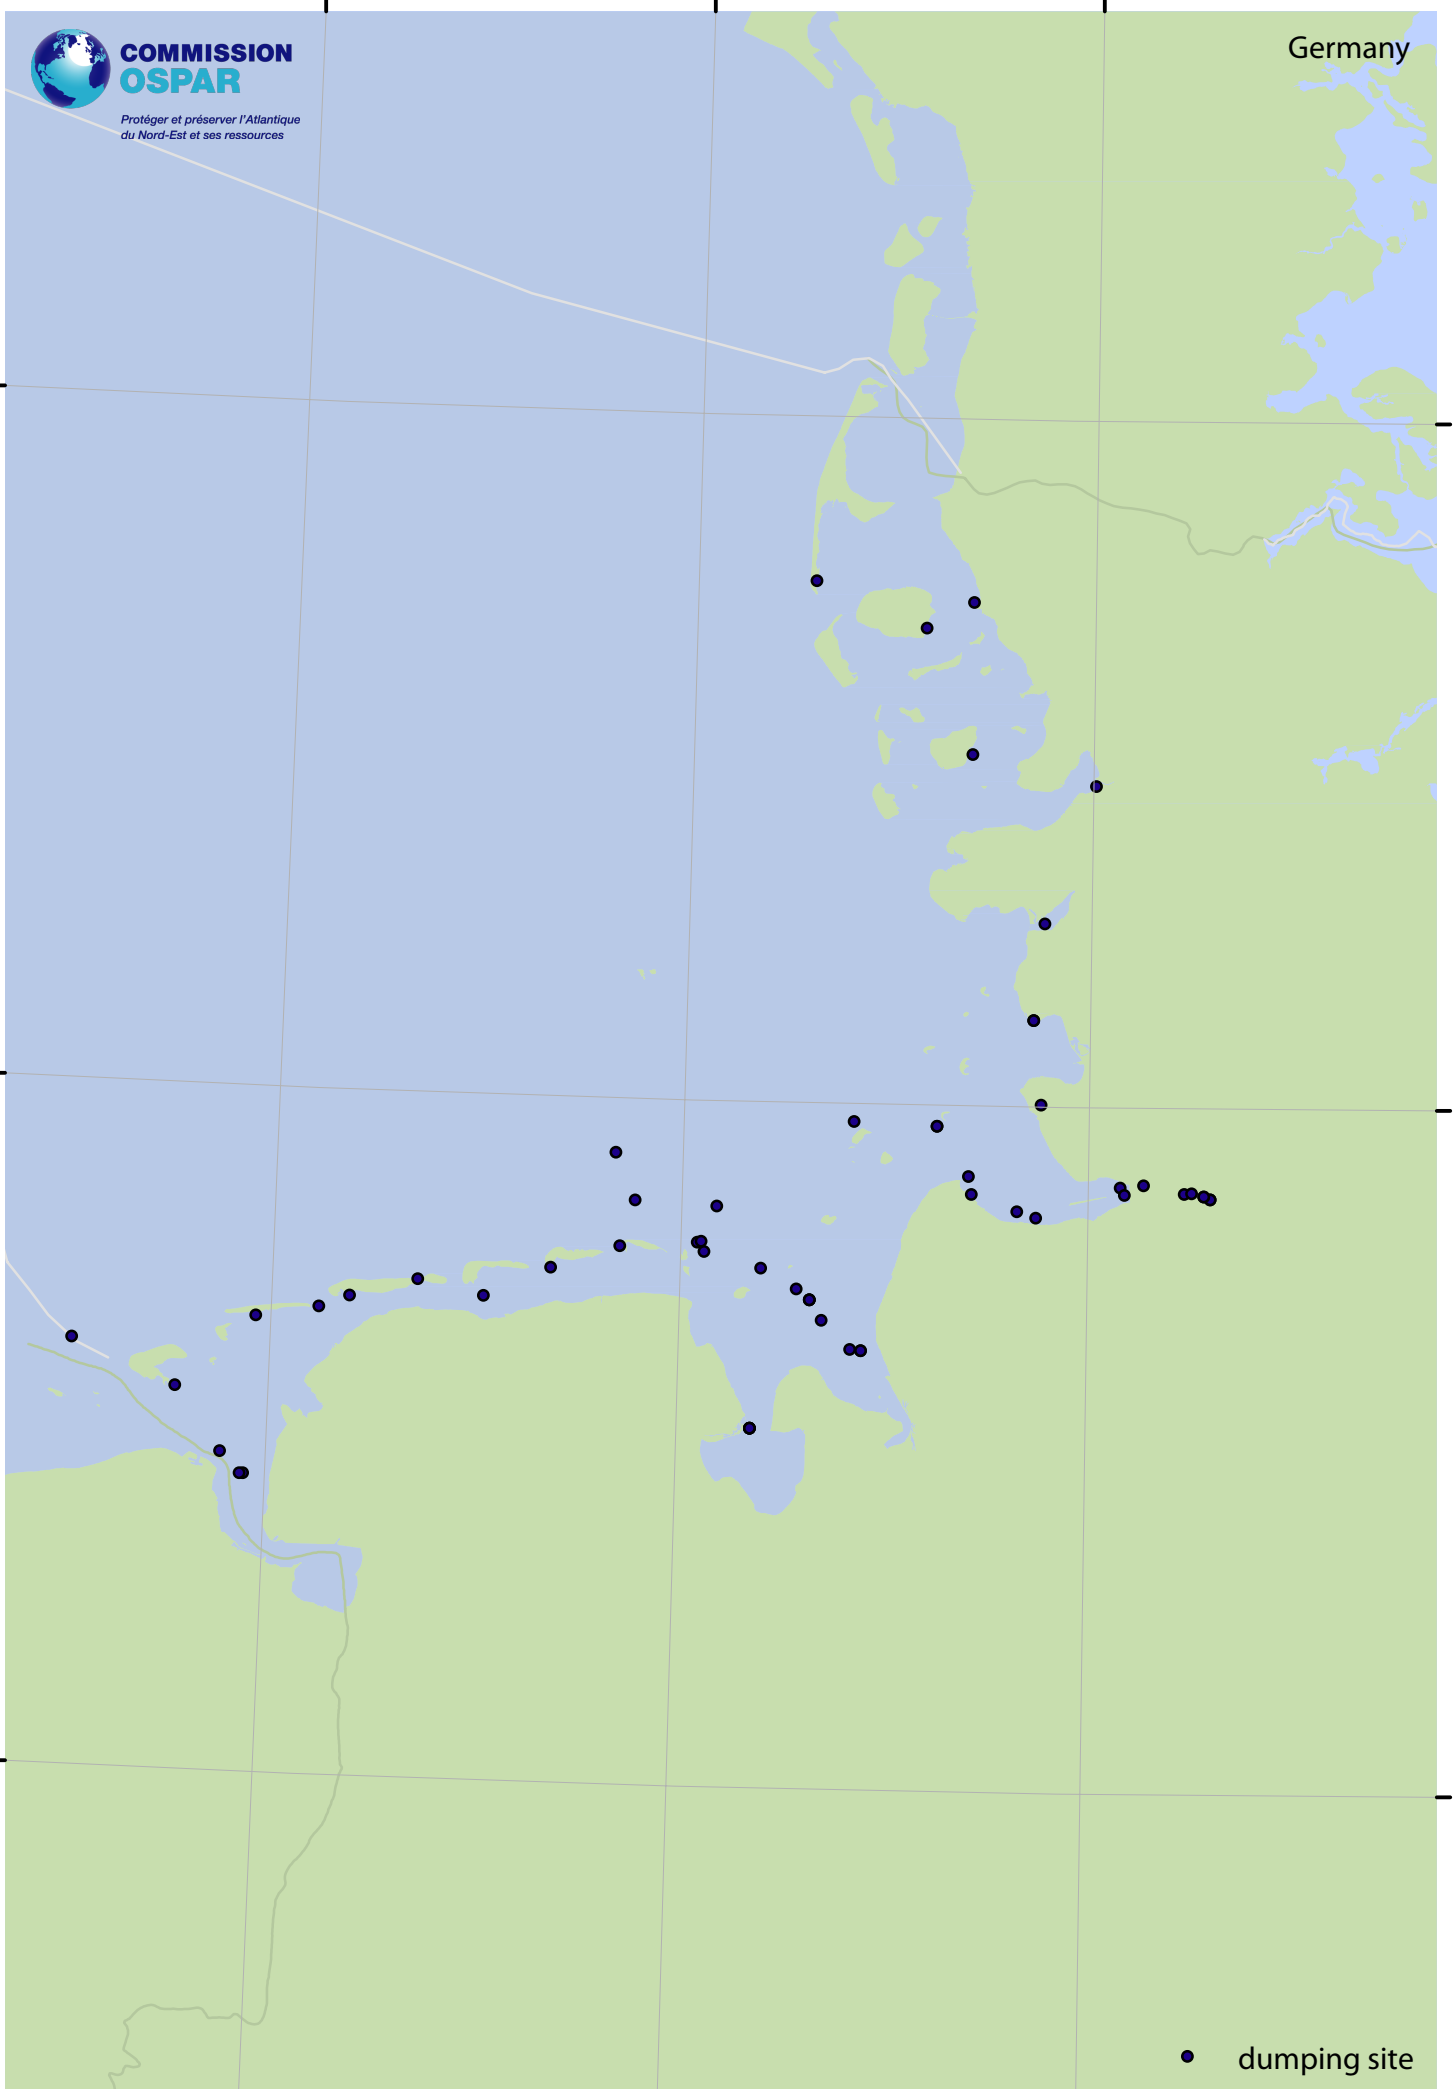 COMMISSION
OSPAR
Protéger et préserver l'Atlantique
du Nord-Est et ses ressources
Germany
dumping site